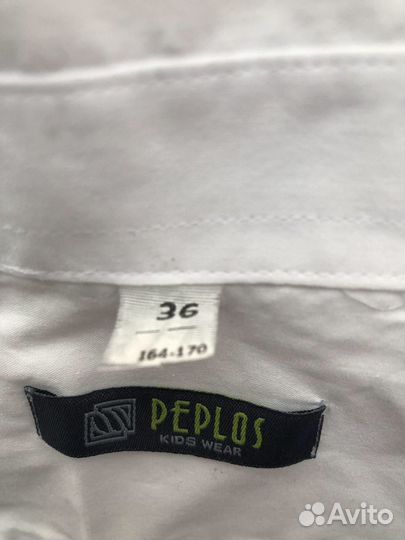 36
164-170
PEPLOS
KIDS WEAR
Avito